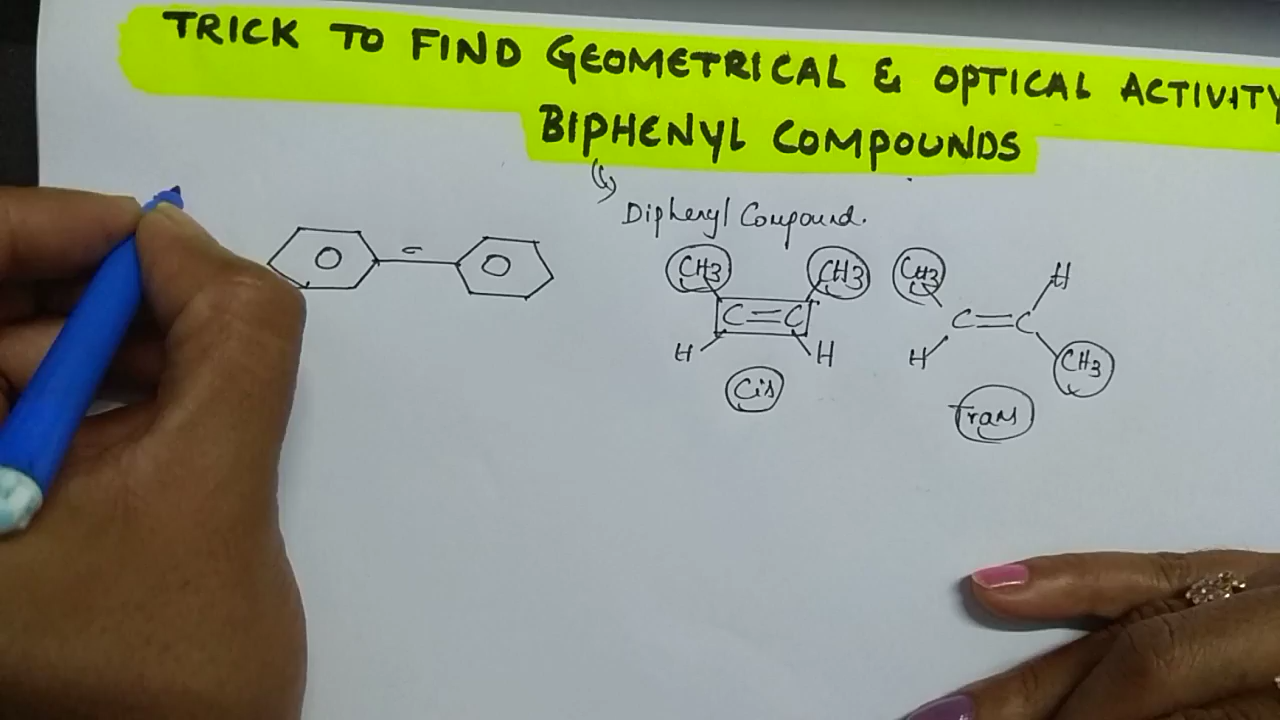 TRICK TO FIND GEOMETRICAL & OPTICAL ACTIVITY
BIPHENYL COMPOUNDS
Diphenyl Compound.
CH3 CH3 CH3 H
C=C C=C
H H H CH3
Cis Trans